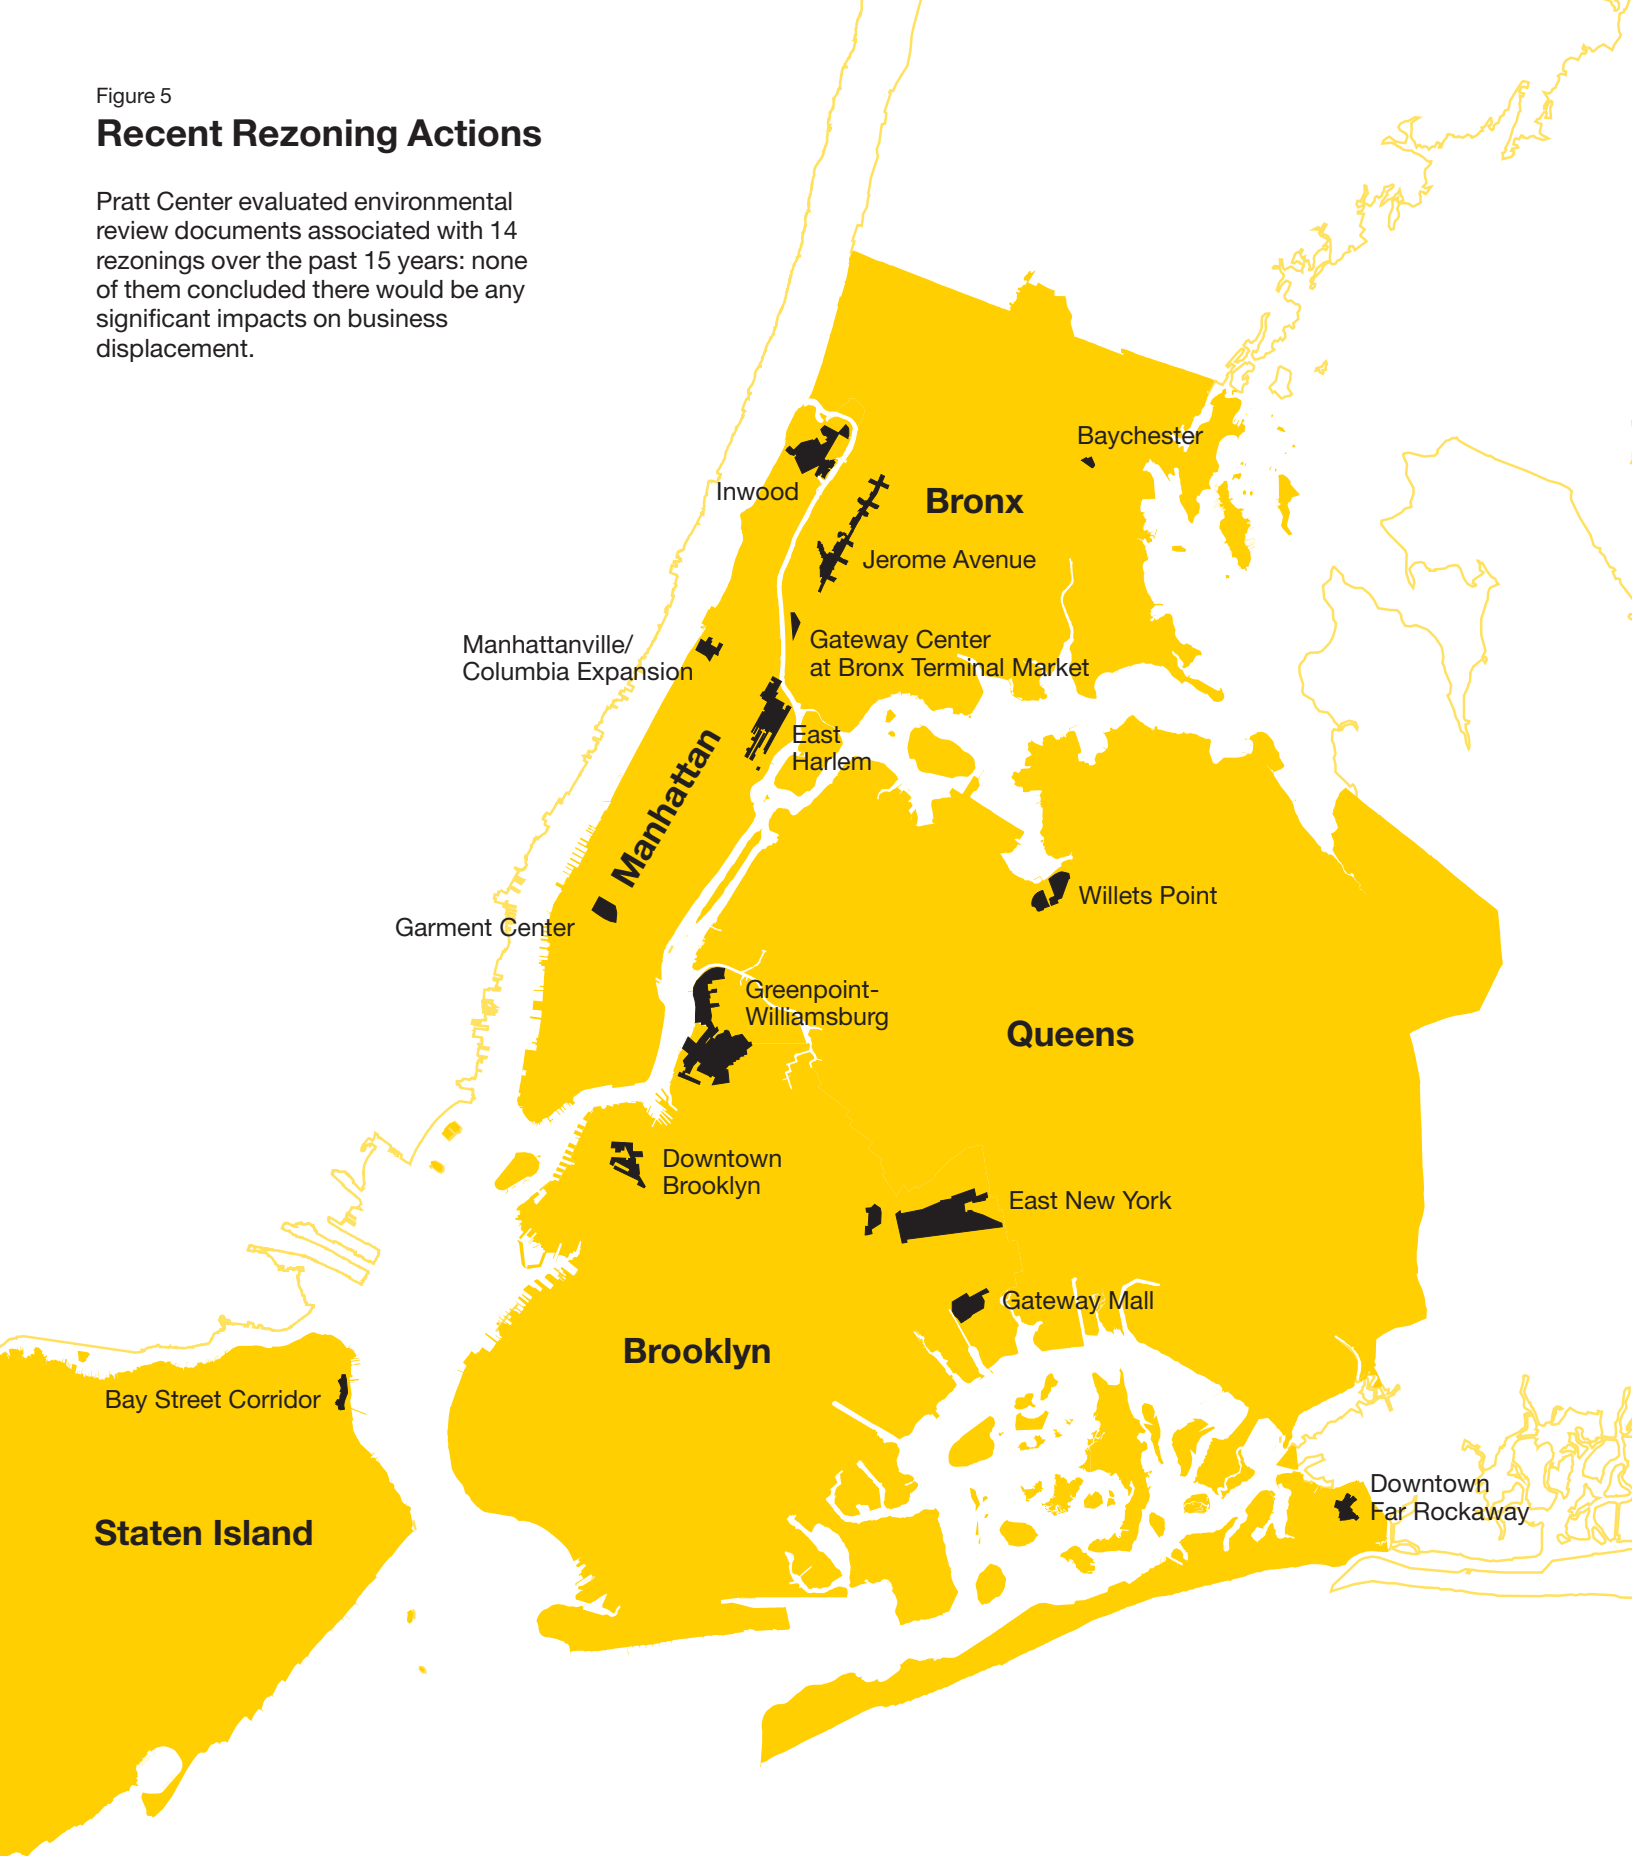 Figure 5
Recent Rezoning Actions
Pratt Center evaluated environmental
review documents associated with 14
rezonings over the past 15 years: none
of them concluded there would be any
significant impacts on business
displacement.
Baychester
Inwood
Bronx
Jerome Avenue
Manhattanville/
Columbia Expansion
Gateway Center
at Bronx Terminal Market
East
Harlem
Manhattan
Willets Point
Garment Center
Greenpoint-
Williamsburg
Queens
Downtown
Brooklyn
East New York
Gateway Mall
Brooklyn
Bay Street Corridor
Downtown
Far Rockaway
Staten Island